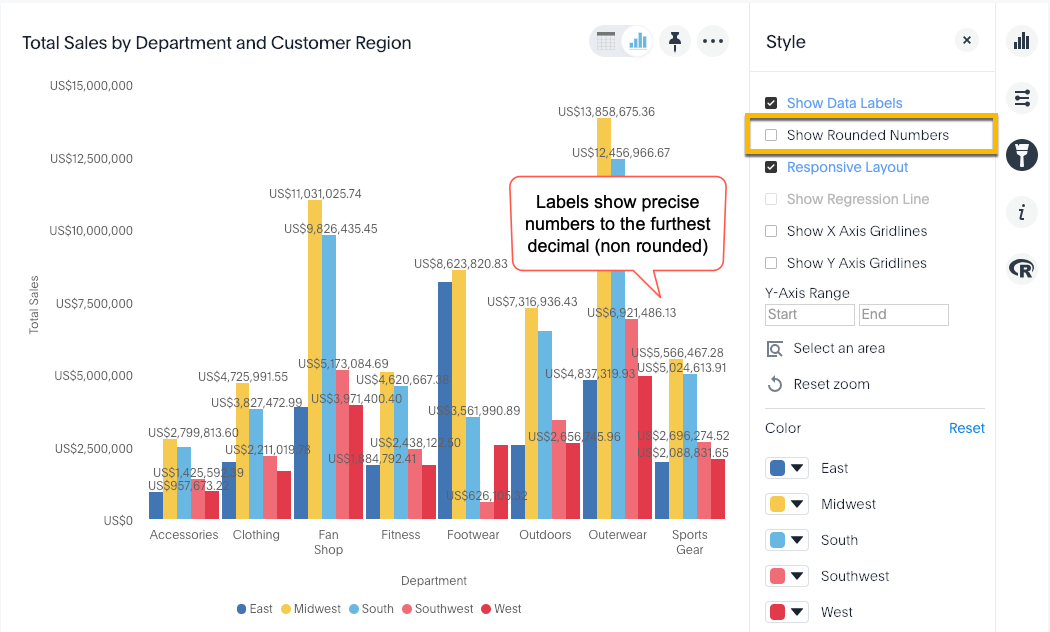 Total Sales by Department and Customer Region
Style
Show Data Labels
Show Rounded Numbers
Responsive Layout
Show Regression Line
Show X Axis Gridlines
Show Y Axis Gridlines
Y-Axis Range
Start
End
Select an area
Reset zoom
Color
Reset
East
Midwest
South
Southwest
West
Labels show precise
numbers to the furthest
decimal (non rounded)
Total Sales
US$15,000,000
US$12,500,000
US$10,000,000
US$7,500,000
US$5,000,000
US$2,500,000
US$0
US$2,799,813.60
US$1,425,592.39
US$957,673.22
US$4,725,991.55
US$3,827,472.99
US$2,211,019.78
US$11,031,025.74
US$9,826,435.45
US$5,173,084.69
US$3,971,400.40
US$4,620,667.38
US$2,438,122.50
US$1,884,792.41
US$8,623,820.83
US$3,561,990.89
US$7,316,936.43
US$2,656,745.96
US$13,858,675.36
US$12,456,966.67
US$6,921,486.13
US$4,837,319.93
US$5,566,467.28
US$5,024,613.91
US$2,696,274.52
US$2,088,831.65
Accessories
Clothing
Fan
Shop
Fitness
Footwear
Outdoors
Outerwear
Sports
Gear
Department
East
Midwest
South
Southwest
West
i
R